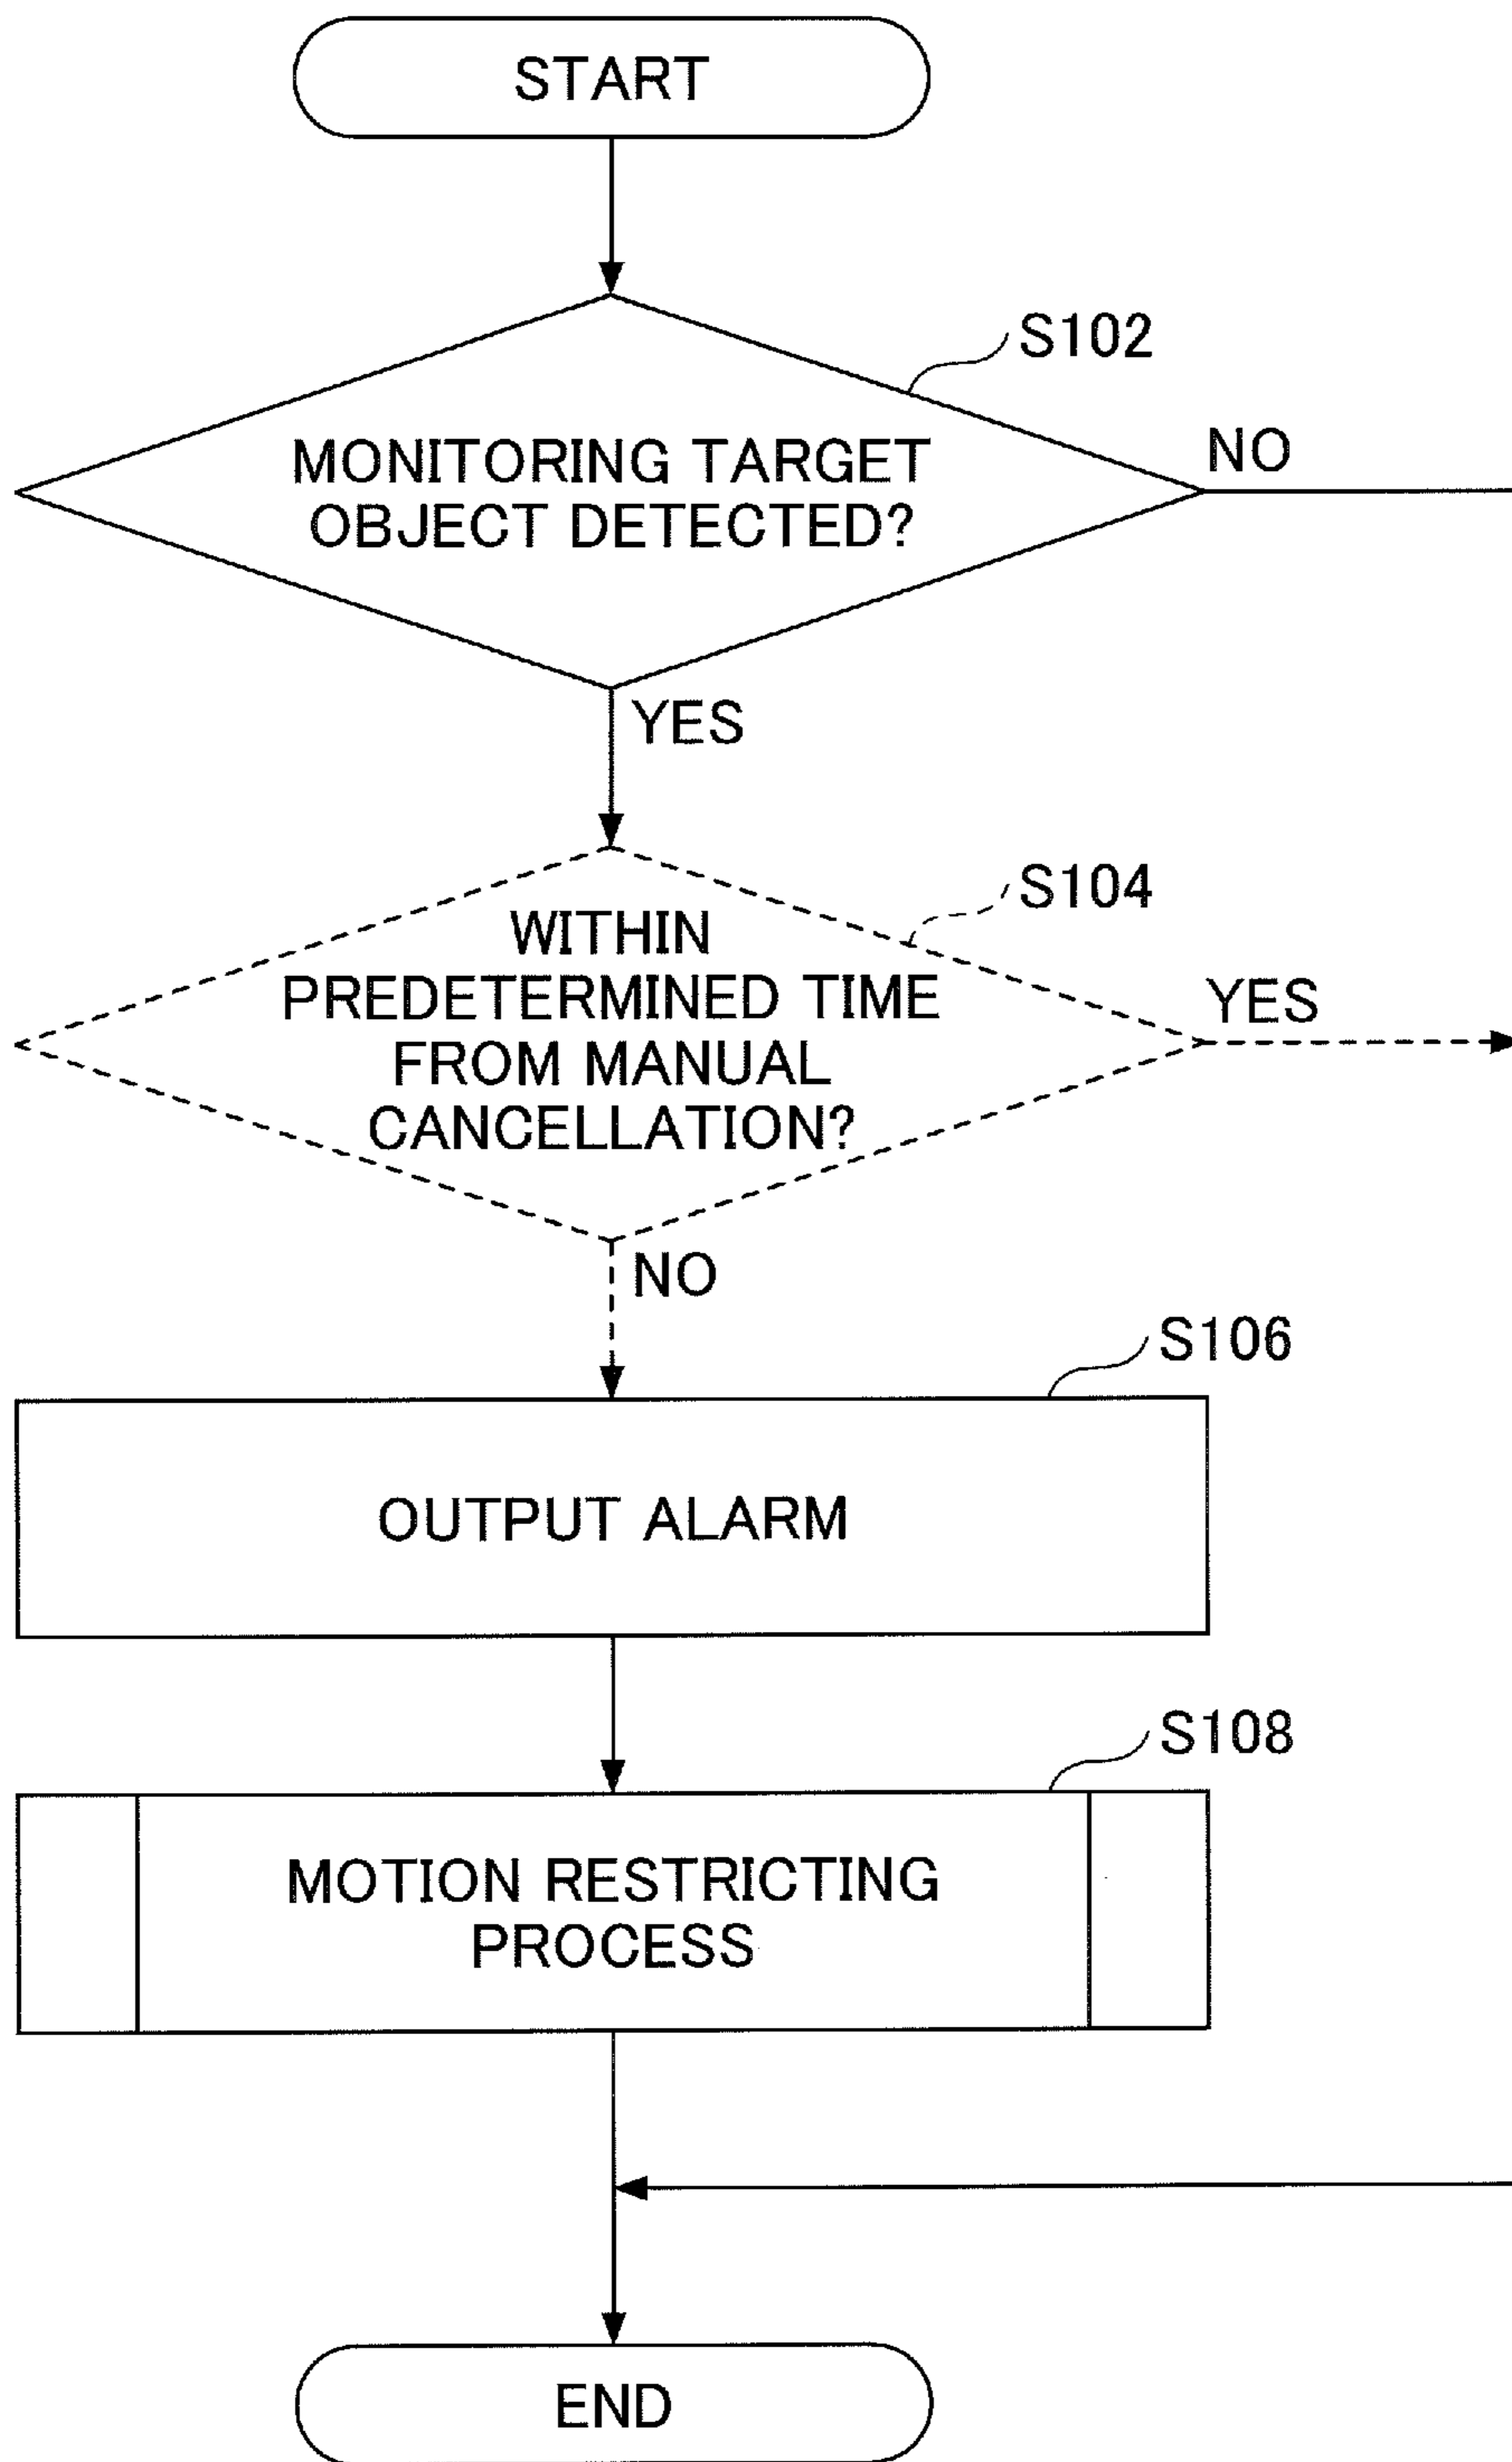 START
S102
MONITORING TARGET
OBJECT DETECTED?
NO
YES
S104
WITHIN
PREDETERMINED TIME
FROM MANUAL
CANCELLATION?
YES
NO
S106
OUTPUT ALARM
S108
MOTION RESTRICTING
PROCESS
END